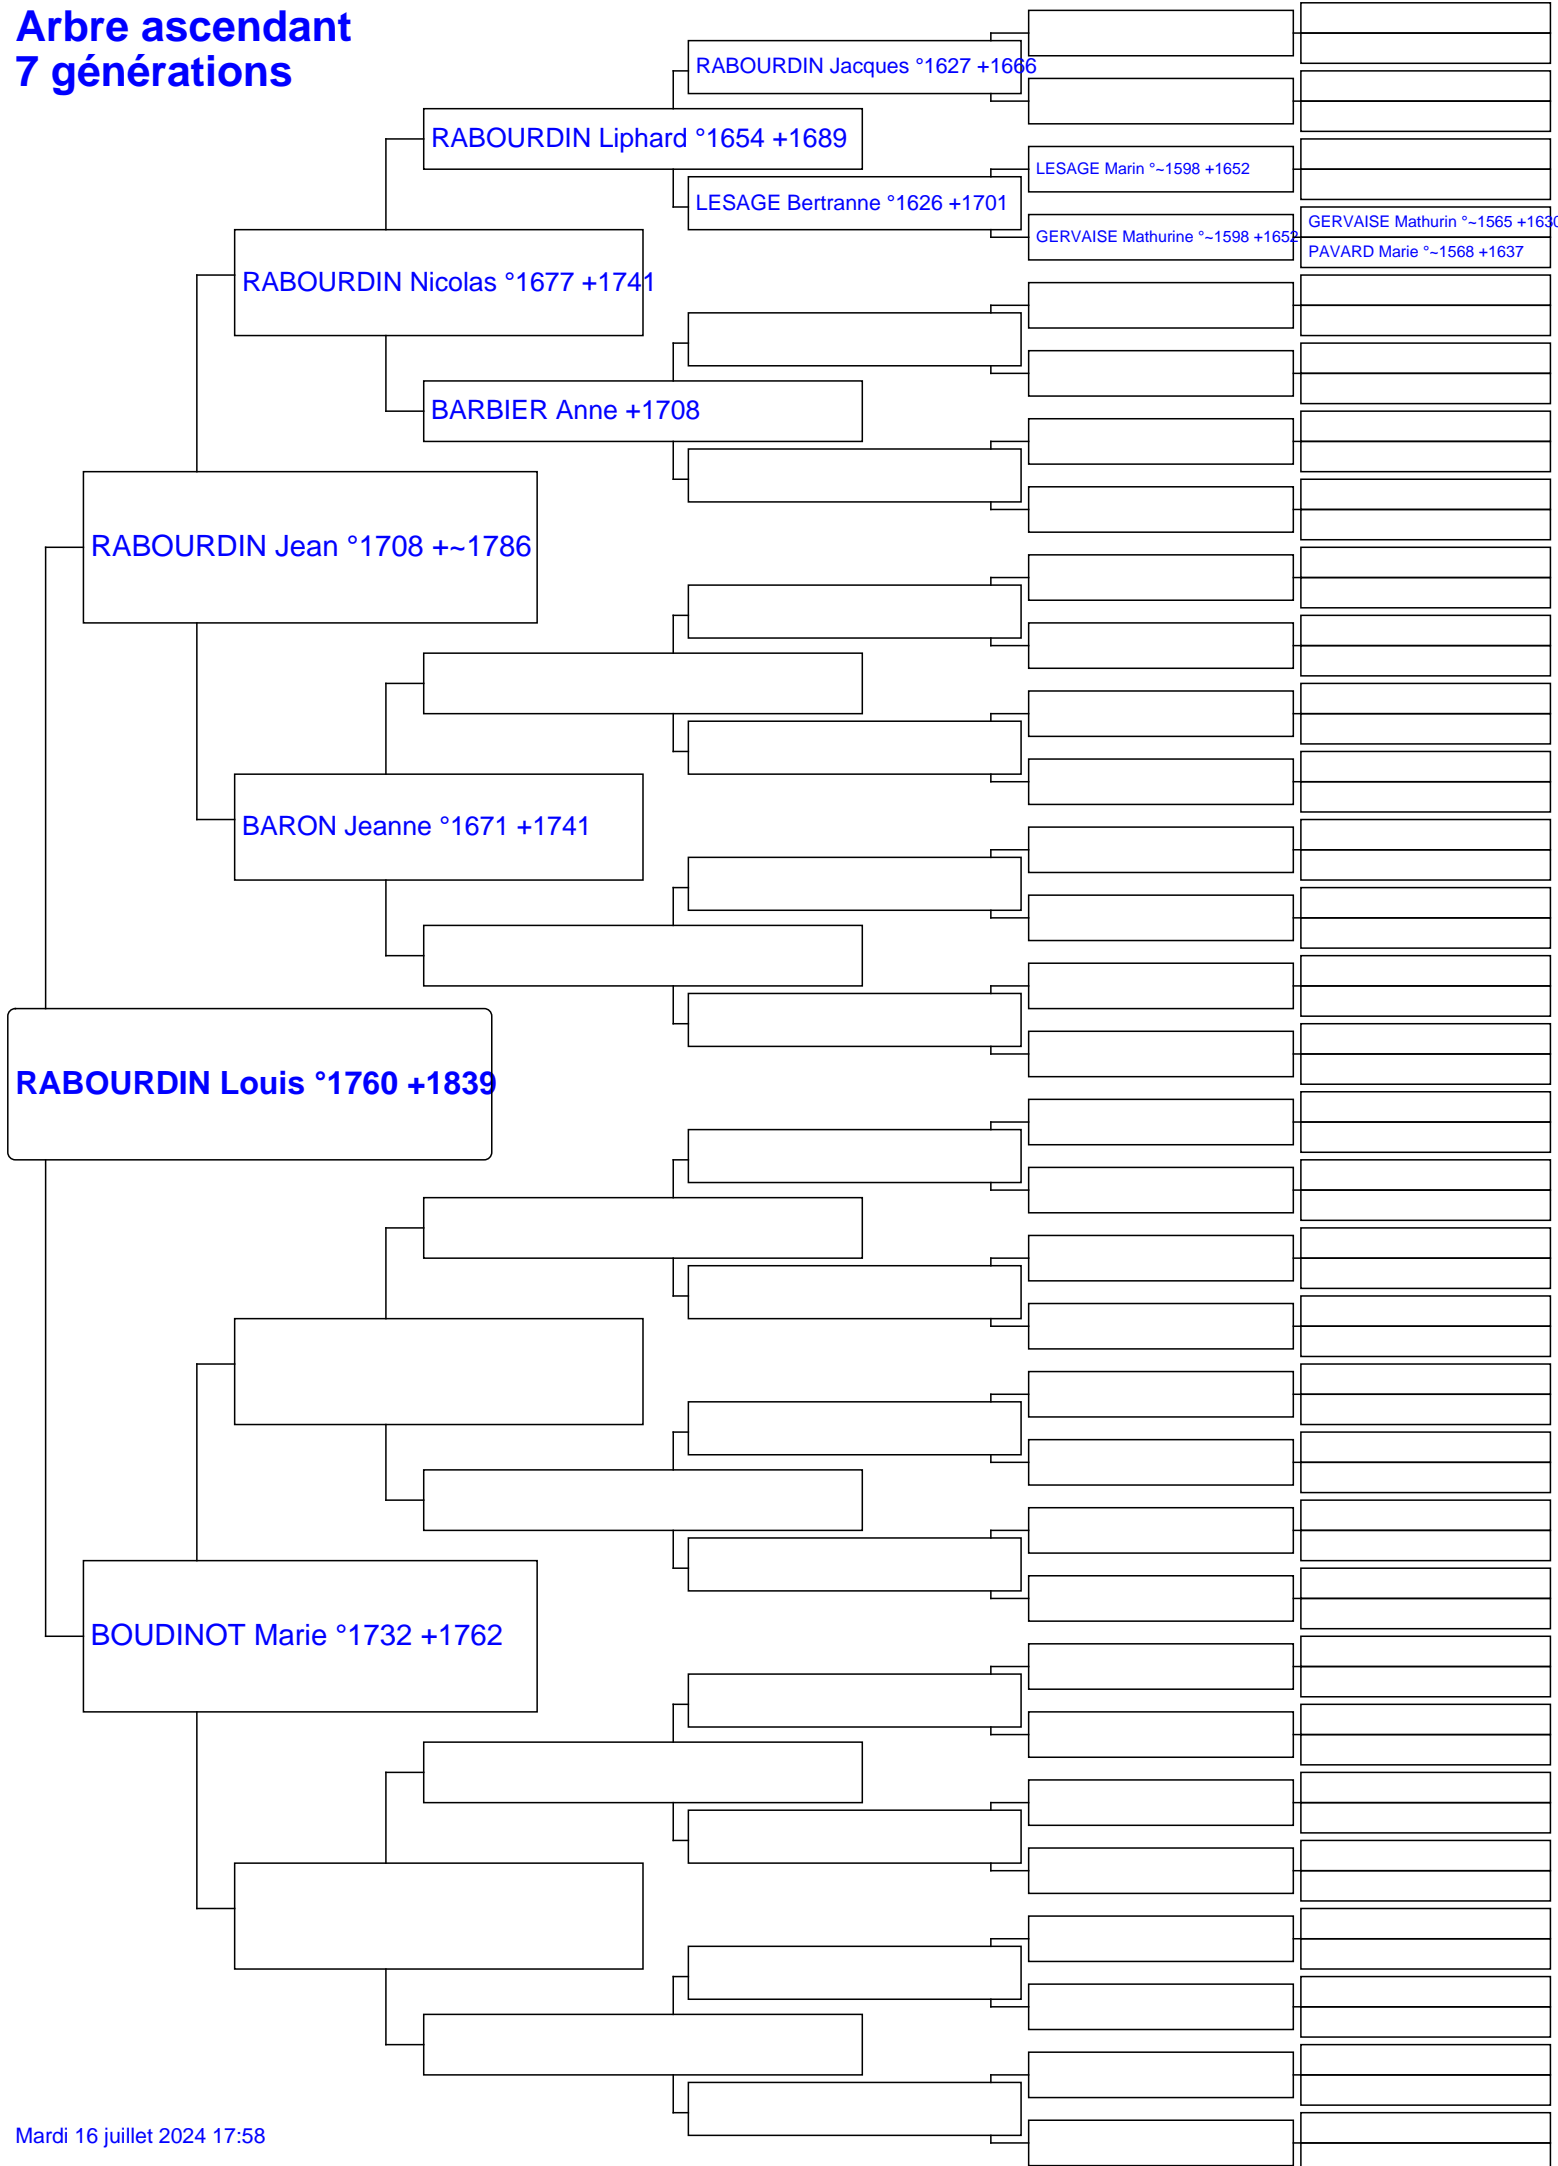 Arbre ascendant
7 générations
RABOURDIN Jacques °1627 +1666
RABOURDIN Liphard °1654 +1689
LESAGE Marin °~1598 +1652
LESAGE Bertranne °1626 +1701
GERVAISE Mathurin °~1565 +1630
GERVAISE Mathurine °~1598 +1652
PAVARD Marie °~1568 +1637
RABOURDIN Nicolas °1677 +1741
BARBIER Anne +1708
RABOURDIN Jean °1708 +~1786
BARON Jeanne °1671 +1741
RABOURDIN Louis °1760 +1839
BOUDINOT Marie °1732 +1762
Mardi 16 juillet 2024 17:58